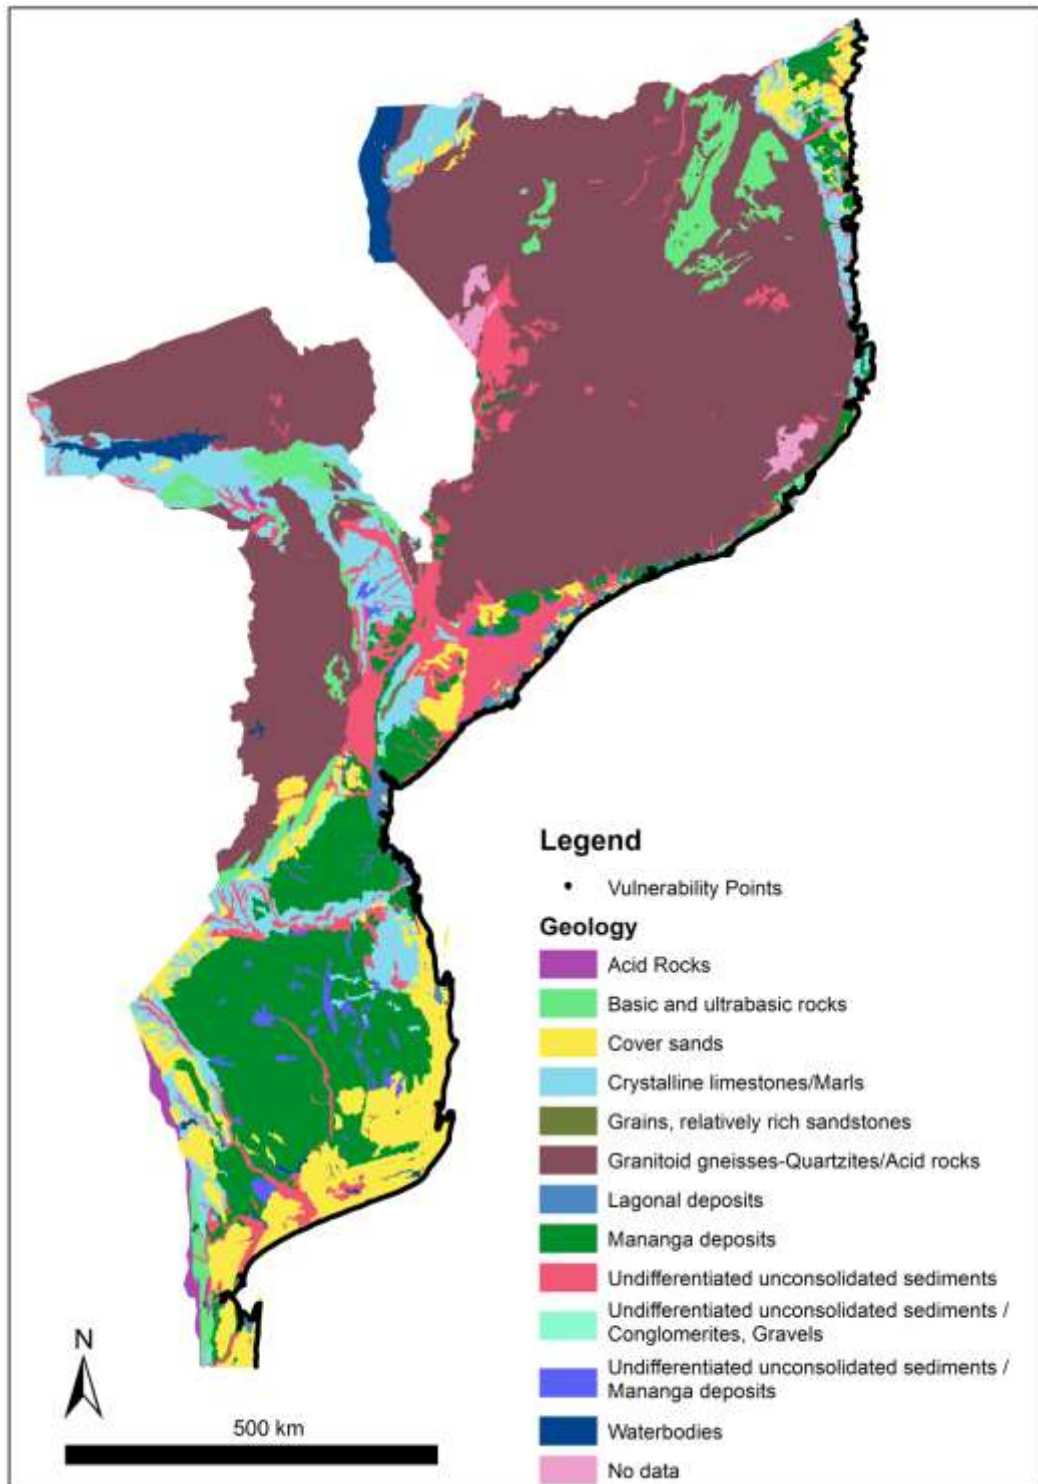 Legend
Vulnerability Points
Geology
Acid Rocks
Basic and ultrabasic rocks
Cover sands
Crystalline limestones/Marls
Grains, relatively rich sandstones
Granitoid gneisses-Quartzites/Acid rocks
Lagonal deposits
Mananga deposits
Undifferentiated unconsolidated sediments
Undifferentiated unconsolidated sediments /
Conglomerites, Gravels
Undifferentiated unconsolidated sediments /
Mananga deposits
Waterbodies
No data
N
500 km